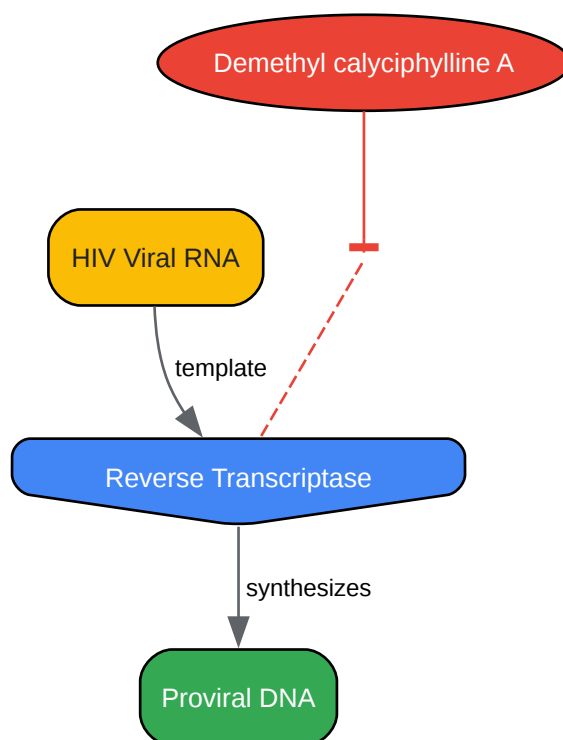 Demethyl calyciphylline A
HIV Viral RNA
template
Reverse Transcriptase
synthesizes
Proviral DNA